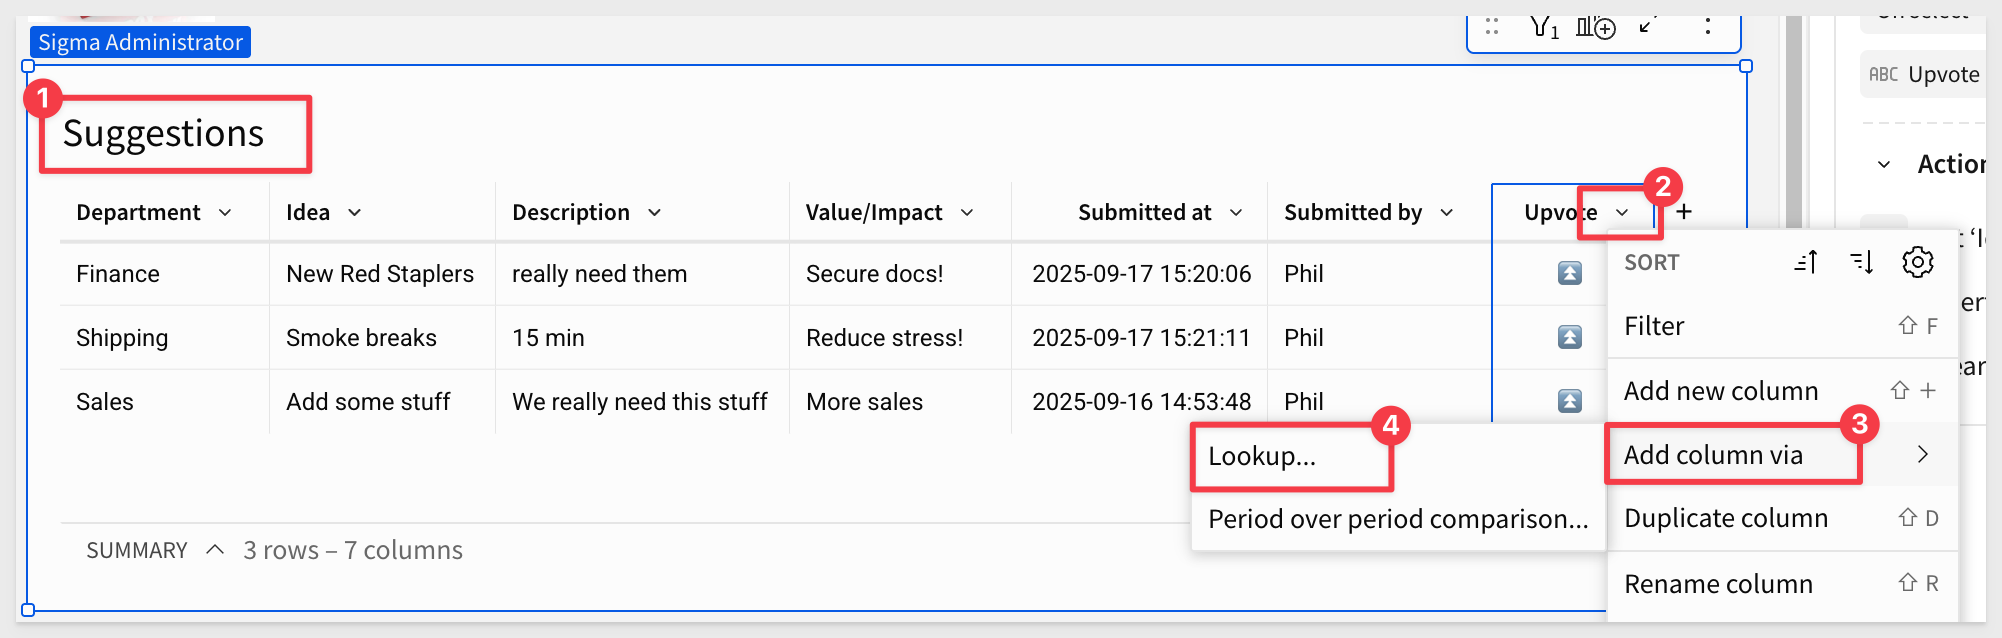 Sigma Administrator
1
ABC Upvote
1
Suggestions
2
Department Idea Description Value/Impact Submitted at Submitted by Upvote +
Finance New Red Staplers really need them Secure docs! 2025-09-17 15:20:06 Phil
Shipping Smoke breaks 15 min Reduce stress! 2025-09-17 15:21:11 Phil
Sales Add some stuff We really need this stuff More sales 2025-09-16 14:53:48 Phil
SORT
Filter F
Add new column +
3
Add column via
Duplicate column D
Rename column R
4
Lookup...
Period over period comparison...
SUMMARY 3 rows – 7 columns